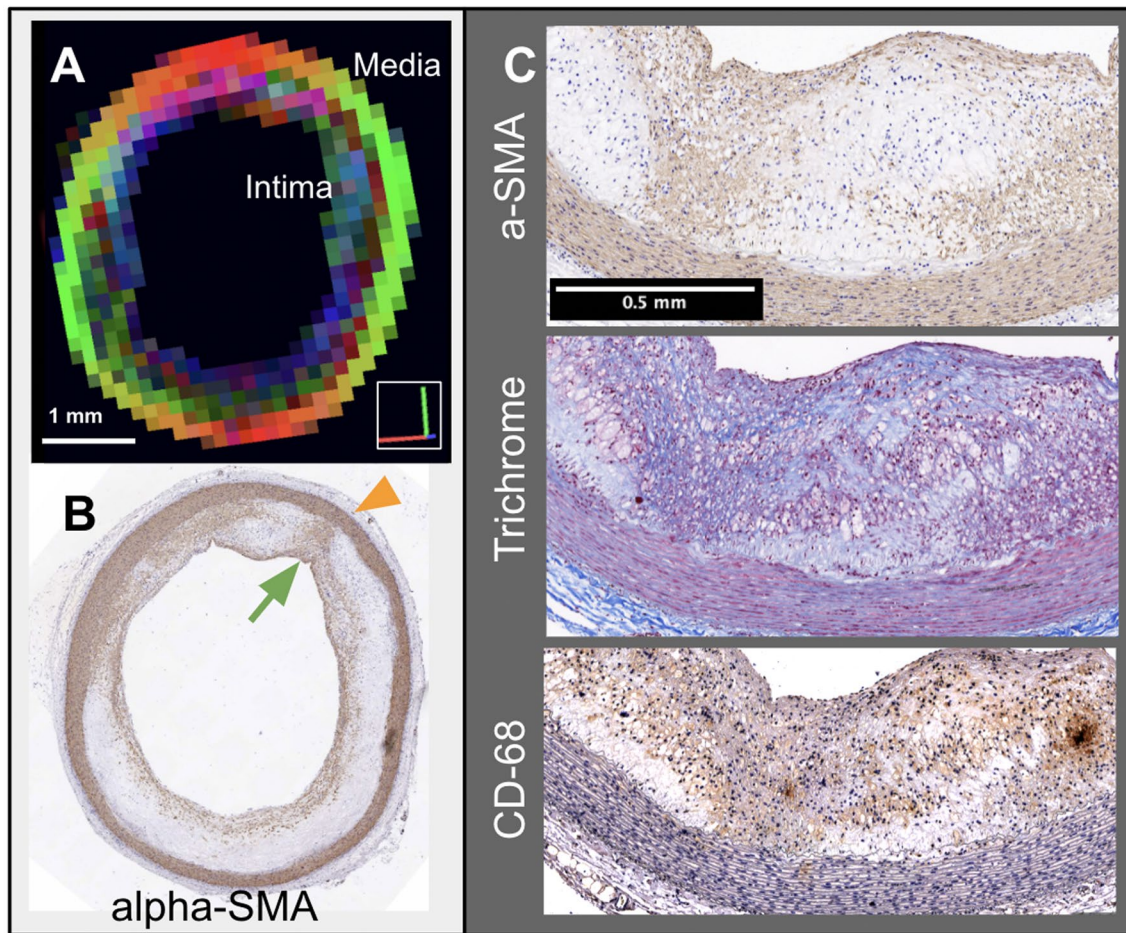 A
Media
Intima
1 mm
B
alpha-SMA
C
a-SMA
0.5 mm
Trichrome
CD-68